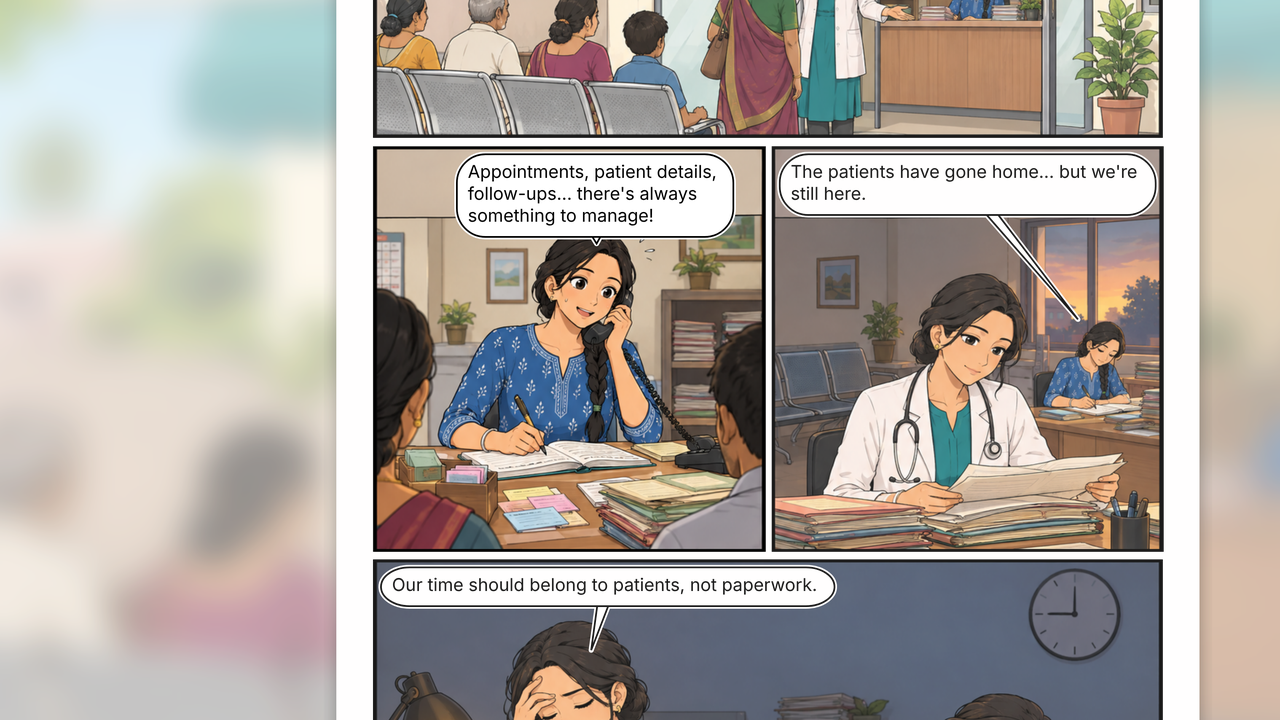 Appointments, patient details,
follow-ups... there's always
something to manage!
The patients have gone home... but we're
still here.
Our time should belong to patients, not paperwork.